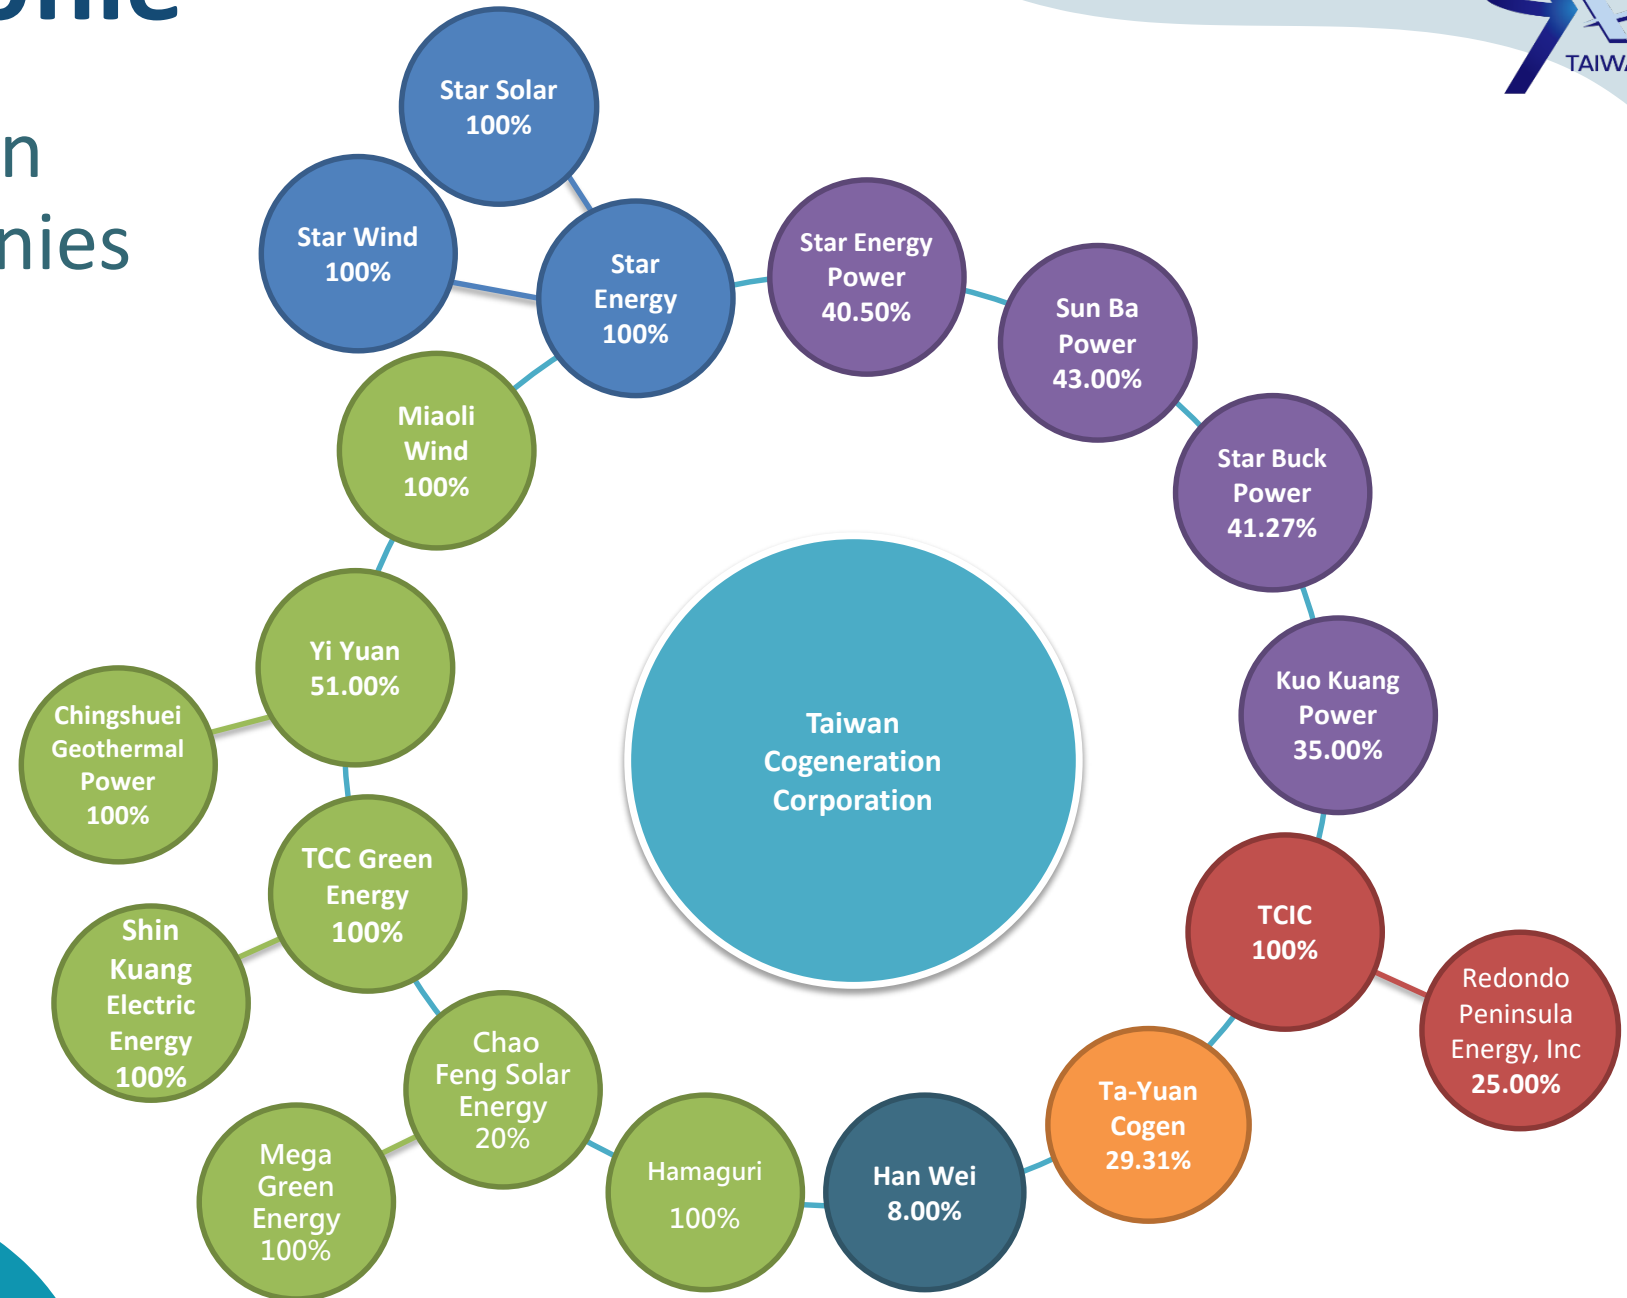 n
nies
TAIWA
Star Solar
100%
Star Wind
100%
Star
Energy
100%
Star Energy
Power
40.50%
Sun Ba
Power
43.00%
Star Buck
Power
41.27%
Kuo Kuang
Power
35.00%
TCIC
100%
Redondo
Peninsula
Energy, Inc
25.00%
Ta-Yuan
Cogen
29.31%
Han Wei
8.00%
Hamaguri
100%
Chao
Feng Solar
Energy
20%
Mega
Green
Energy
100%
TCC Green
Energy
100%
Shin
Kuang
Electric
Energy
100%
Yi Yuan
51.00%
Chingshuei
Geothermal
Power
100%
Miaoli
Wind
100%
Taiwan
Cogeneration
Corporation